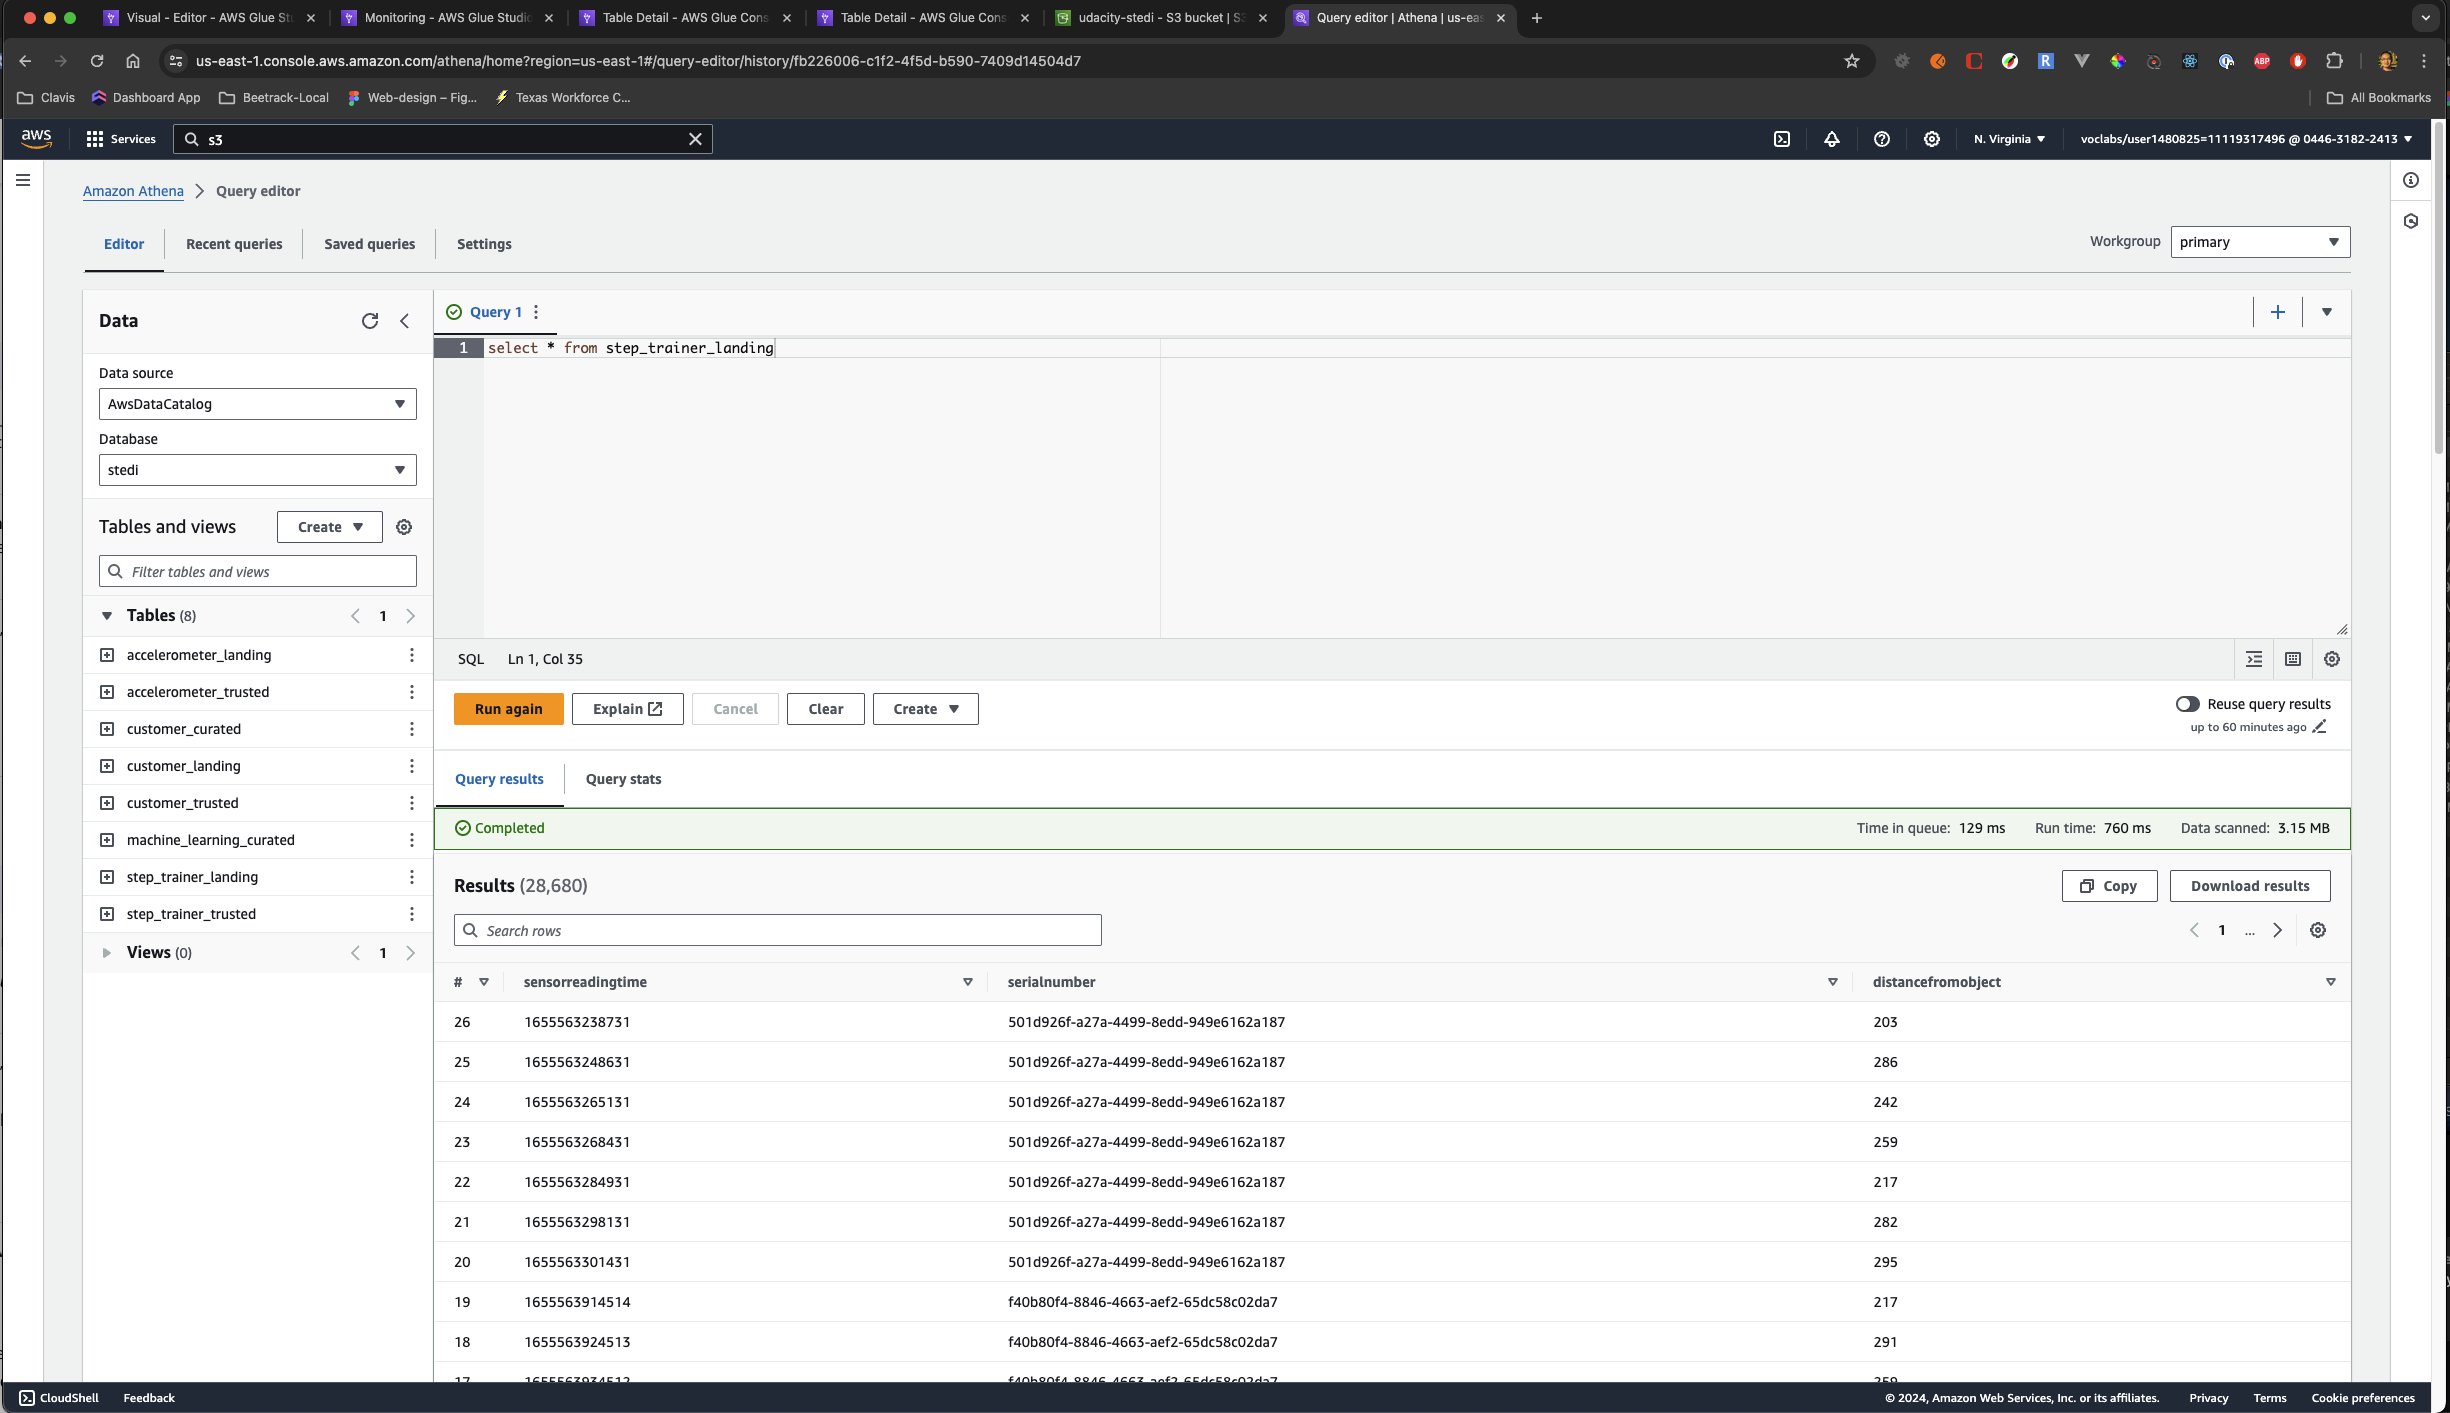 Visual - Editor - AWS Glue St
Monitoring - AWS Glue Studio
Table Detail - AWS Glue Cons
Table Detail - AWS Glue Cons
udacity-stedi - S3 bucket | S3
Query editor | Athena | us-eas
us-east-1.console.aws.amazon.com/athena/home?region=us-east-1#/query-editor/history/fb226006-c1f2-4f5d-b590-7409d14504d7
Clavis
Dashboard App
Beetrack-Local
Web-design – Fig...
Texas Workforce C...
All Bookmarks
aws
Services
s3
N. Virginia
voclabs/user1480825=11119317496 @ 0446-3182-2413
Amazon Athena
Query editor
Editor
Recent queries
Saved queries
Settings
Workgroup
primary
Data
Data source
AwsDataCatalog
Database
stedi
Tables and views
Create
Filter tables and views
Tables (8)
1
accelerometer_landing
accelerometer_trusted
customer_curated
customer_landing
customer_trusted
machine_learning_curated
step_trainer_landing
step_trainer_trusted
Views (0)
1
Query 1
1 select * from step_trainer_landing
SQL Ln 1, Col 35
Run again
Explain
Cancel
Clear
Create
Reuse query results
up to 60 minutes ago
Query results
Query stats
Completed
Time in queue: 129 ms
Run time: 760 ms
Data scanned: 3.15 MB
Results (28,680)
Copy
Download results
Search rows
1 ...
# sensorreadingtime serialnumber distancefromobject
26 1655563238731 501d926f-a27a-4499-8edd-949e6162a187 203
25 1655563248631 501d926f-a27a-4499-8edd-949e6162a187 286
24 1655563265131 501d926f-a27a-4499-8edd-949e6162a187 242
23 1655563268431 501d926f-a27a-4499-8edd-949e6162a187 259
22 1655563284931 501d926f-a27a-4499-8edd-949e6162a187 217
21 1655563298131 501d926f-a27a-4499-8edd-949e6162a187 282
20 1655563301431 501d926f-a27a-4499-8edd-949e6162a187 295
19 1655563914514 f40b80f4-8846-4663-aef2-65dc58c02da7 217
18 1655563924513 f40b80f4-8846-4663-aef2-65dc58c02da7 291
17 1655563934512 f40b80f4-8846-4663-aef2-65dc58c02da7 259
CloudShell
Feedback
© 2024, Amazon Web Services, Inc. or its affiliates.
Privacy
Terms
Cookie preferences